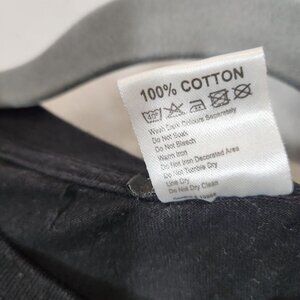 100% COTTON
Wash Dark Colours Separately
Do Not Soak
Do Not Bleach
Warm Iron
Do Not Iron Decorated Area
Do Not Tumble Dry
Line Dry
Do Not Dry Clean